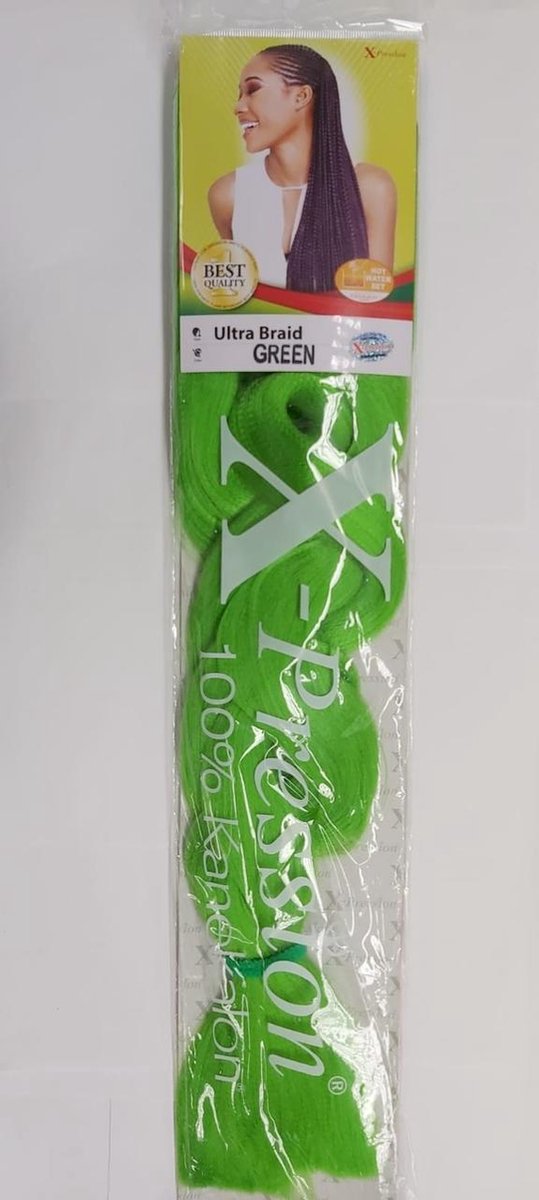 X-Pression
BEST
QUALITY
HOT
WATER
SET
Ultra Braid
GREEN
X-Pression®
100% Kanekalon